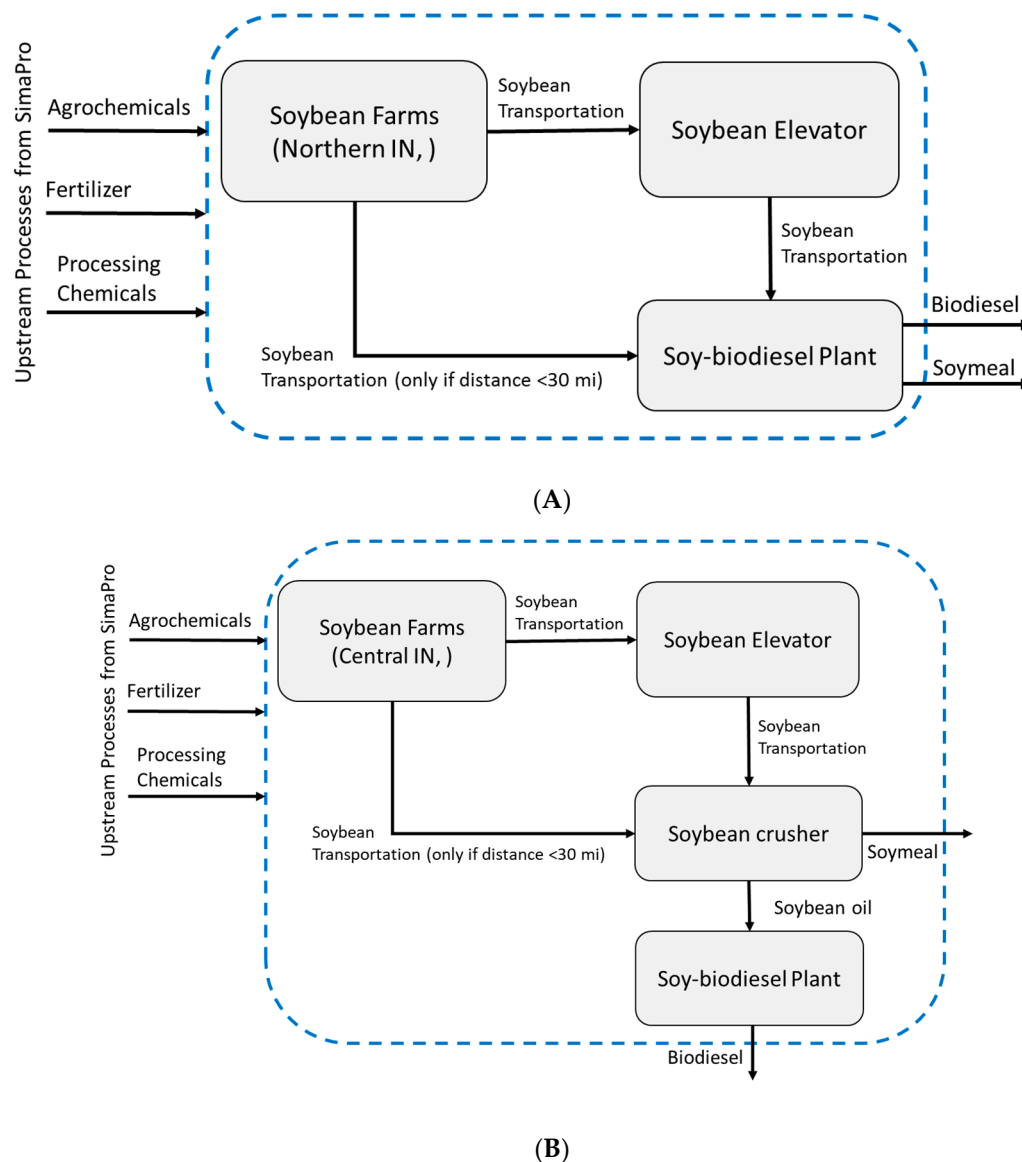 Upstream Processes from SimaPro
Agrochemicals
Fertilizer
Processing
Chemicals
Soybean Farms
(Northern IN, )
Soybean
Transportation
Soybean Elevator
Soybean
Transportation
Soybean
Transportation (only if distance <30 mi)
Soy-biodiesel Plant
Biodiesel
Soymeal
(A)
Upstream Processes from SimaPro
Agrochemicals
Fertilizer
Processing
Chemicals
Soybean Farms
(Central IN, )
Soybean
Transportation
Soybean Elevator
Soybean
Transportation
Soybean
Transportation (only if distance <30 mi)
Soybean crusher
Soymeal
Soybean oil
Soy-biodiesel Plant
Biodiesel
(B)